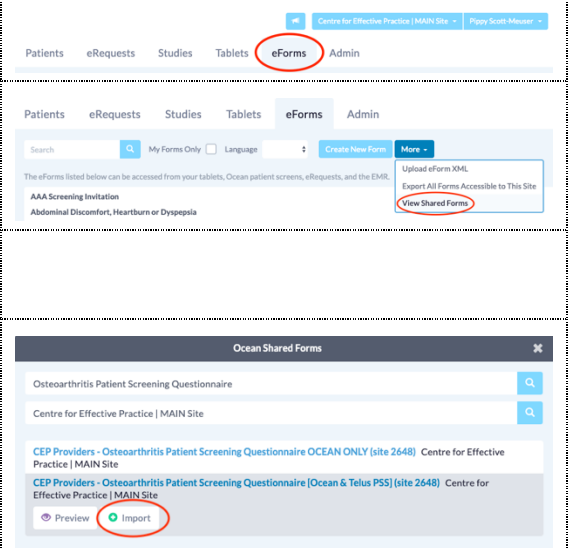 Centre for Effective Practice | MAIN Site
Pippy Scott-Meuser
Patients eRequests Studies Tablets eForms Admin
Patients eRequests Studies Tablets eForms Admin
Search My Forms Only Language Create New Form More
The eForms listed below can be accessed from your tablets, Ocean patient screens, eRequests, and the EMR.
Upload eForm XML
Export All Forms Accessible to This Site
View Shared Forms
AAA Screening Invitation
Abdominal Discomfort, Heartburn or Dyspepsia
Ocean Shared Forms
Osteoarthritis Patient Screening Questionnaire
Centre for Effective Practice | MAIN Site
CEP Providers - Osteoarthritis Patient Screening Questionnaire OCEAN ONLY (site 2648) Centre for Effective
Practice | MAIN Site
CEP Providers - Osteoarthritis Patient Screening Questionnaire [Ocean & Telus PSS] (site 2648) Centre for
Effective Practice | MAIN Site
Preview Import